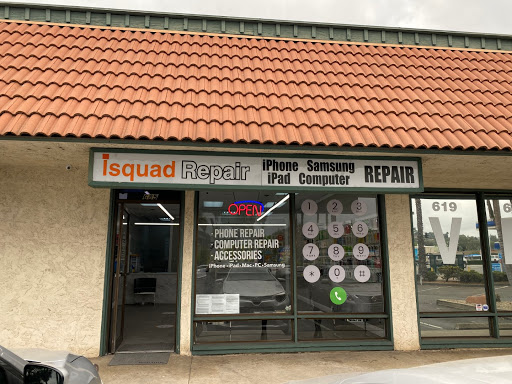 isquad Repair
iPhone Samsung
iPad Computer
REPAIR
OPEN
· PHONE REPAIR
· COMPUTER REPAIR
· ACCESSORIES
iPhone · iPad · Mac · PC · Samsung
1 2 3
4 5 6
7 8 9
* 0 #
619
V
6